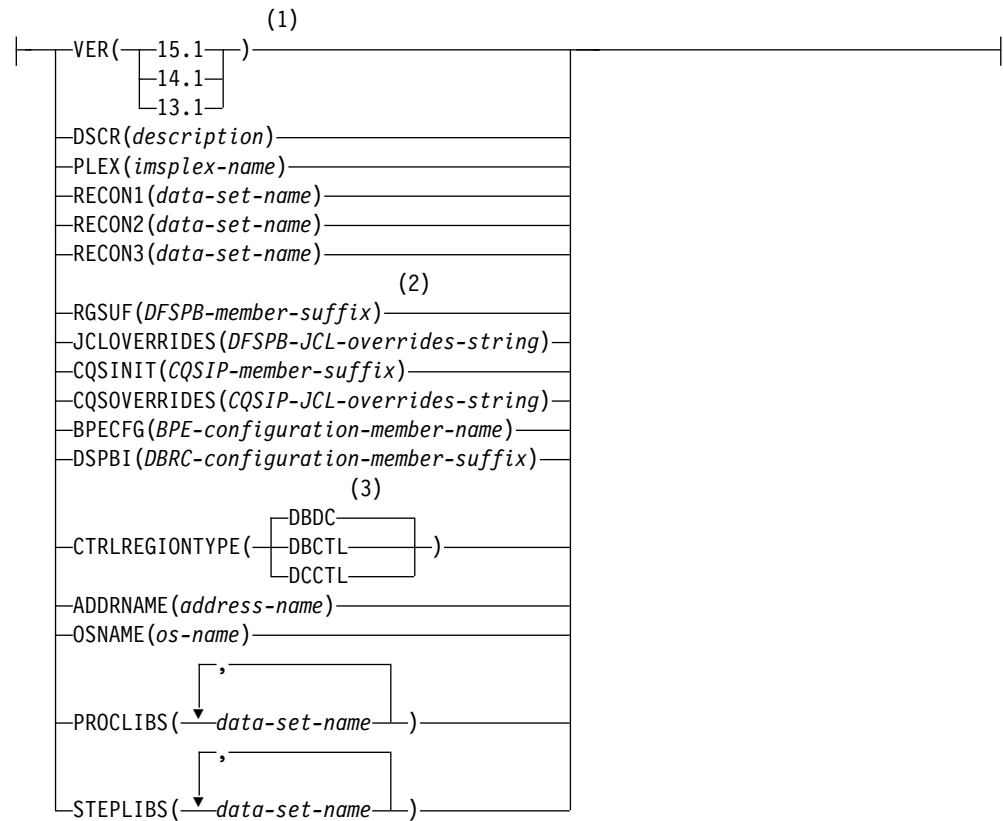 (1)
VER( 15.1 )
14.1
13.1
DSCR(description)
PLEX(imsplex-name)
RECON1(data-set-name)
RECON2(data-set-name)
RECON3(data-set-name)
(2)
RGSUF(DFSPB-member-suffix)
JCLOVERRIDES(DFSPB-JCL-overrides-string)
CQSINIT(CQSIP-member-suffix)
CQSOVERRIDES(CQSIP-JCL-overrides-string)
BPECFG(BPE-configuration-member-name)
DSPBI(DBRC-configuration-member-suffix)
(3)
DBDC
CTRLREGIONTYPE( DBCTL )
DCCTL
ADDRNAME(address-name)
OSNAME(os-name)
,
PROCLIBS( data-set-name )
,
STEPLIBS( data-set-name )